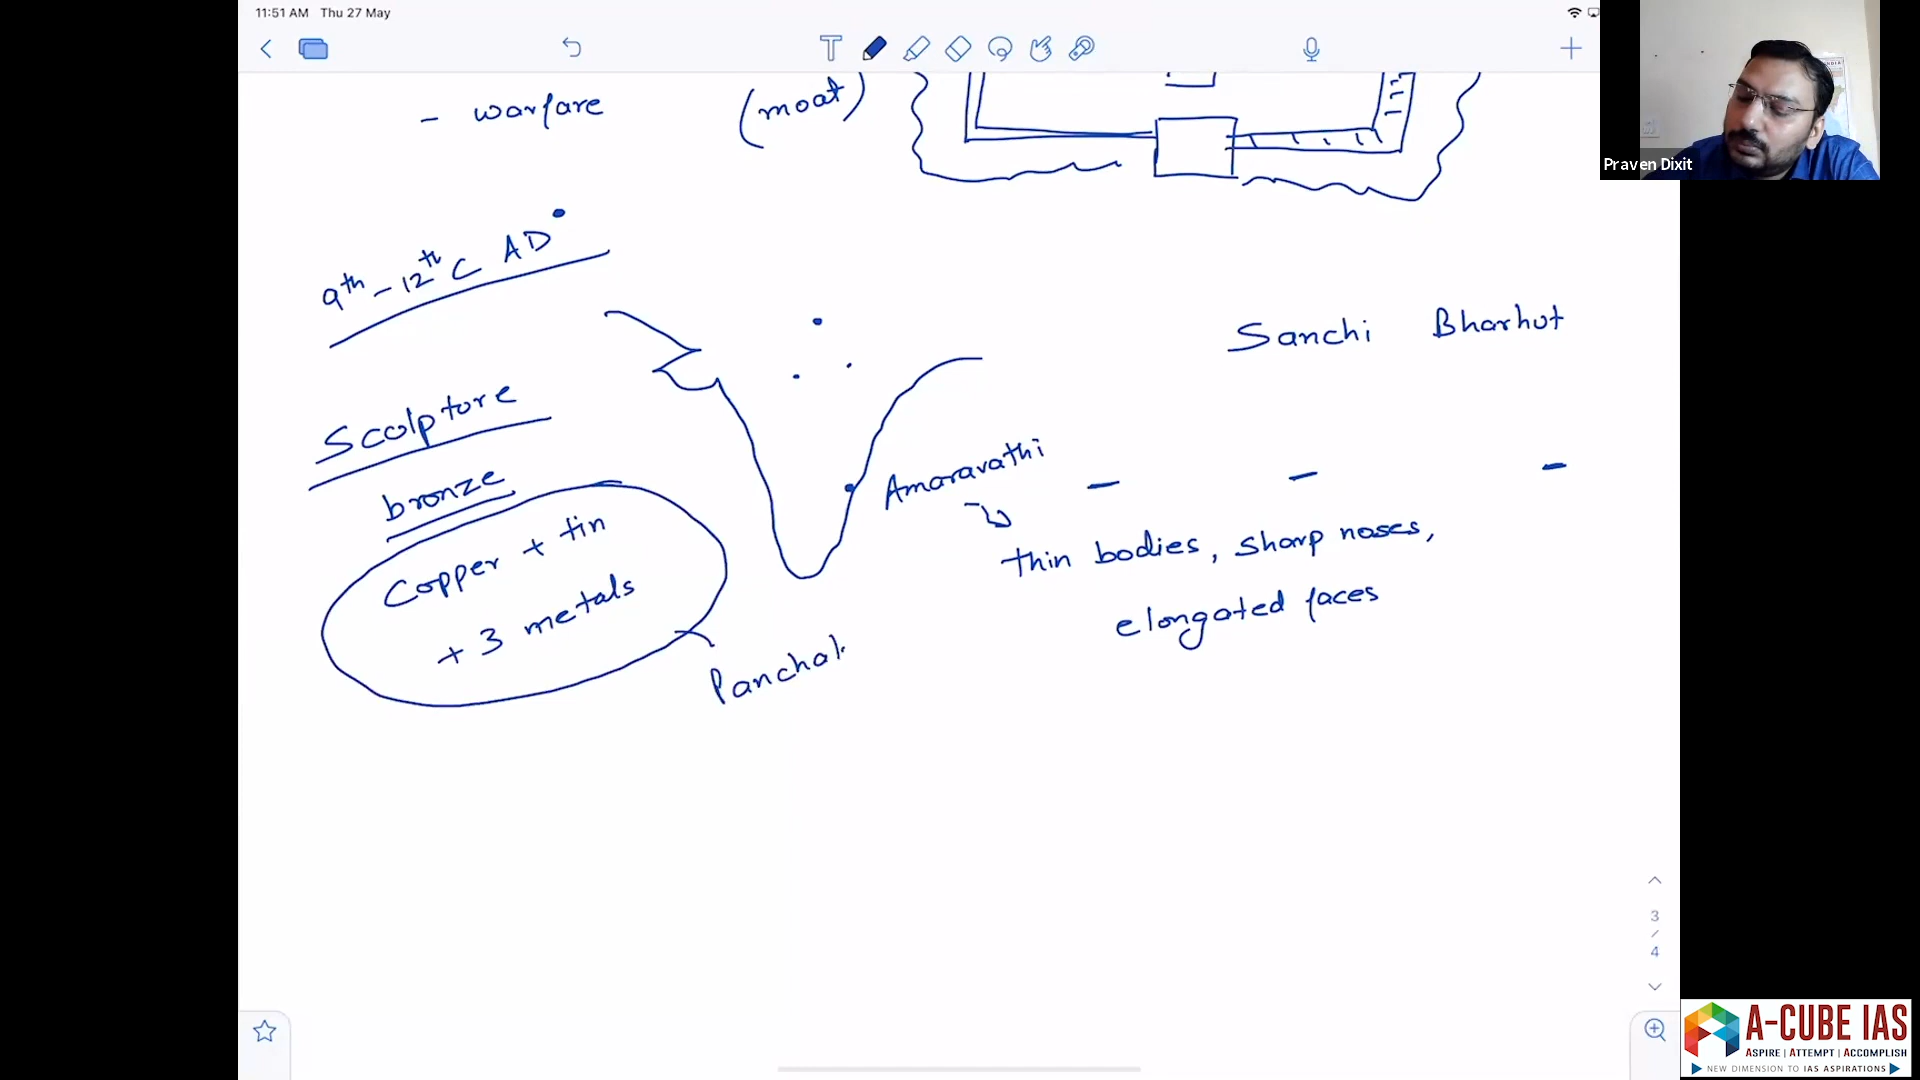 11:51 AM Thu 27 May
- warfare (moat)
Praven Dixit
9th - 12th C AD
Sanchi Bharhut
Scolptore
bronze
Amaravathi
Copper + tin
thin bodies, sharp noses,
+ 3 metals
elongated faces
Panchal
3
/
4
A-CUBE IAS
ASPIRE | ATTEMPT | ACCOMPLISH
NEW DIMENSION TO IAS ASPIRATIONS